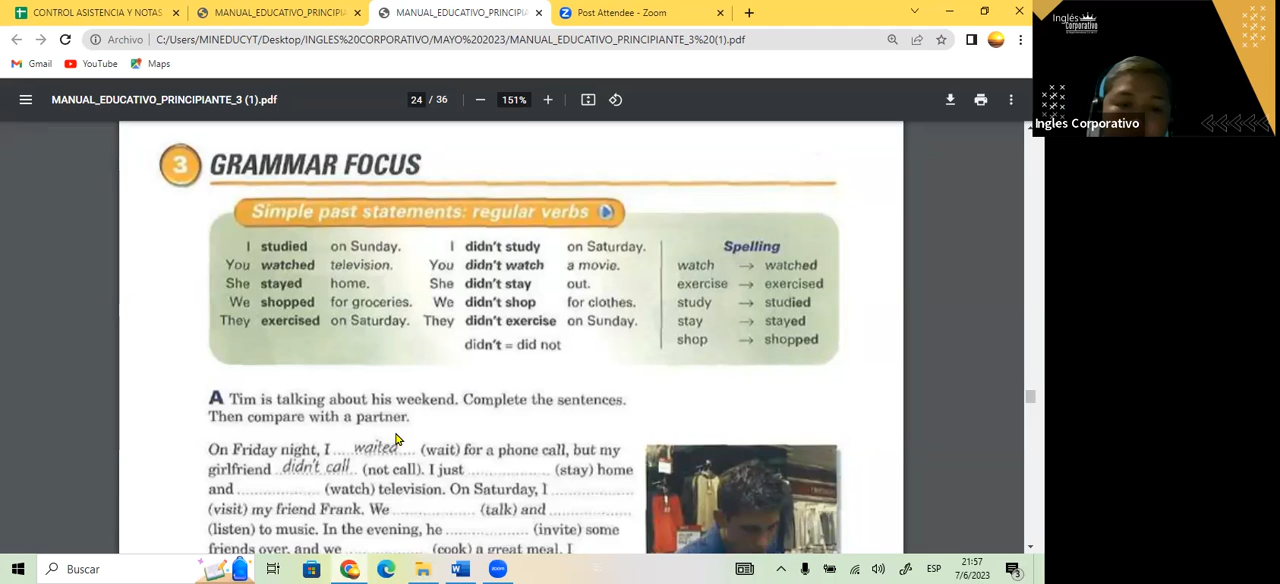 CONTROL ASISTENCIA Y NOTAS
MANUAL_EDUCATIVO_PRINCIPIA
MANUAL_EDUCATIVO_PRINCIPIA
Post Attendee - Zoom
Archivo
C:/Users/MINEDUCYT/Desktop/INGLES%20CORPORATIVO/MAYO%202023/MANUAL_EDUCATIVO_PRINCIPIANTE_3%20(1).pdf
Gmail
YouTube
Maps
MANUAL_EDUCATIVO_PRINCIPIANTE_3 (1).pdf
24 / 36
151%
3 GRAMMAR FOCUS
Simple past statements: regular verbs
I studied on Sunday.
You watched television.
She stayed home.
We shopped for groceries.
They exercised on Saturday.
I didn't study on Saturday.
You didn't watch a movie.
She didn't stay out.
We didn't shop for clothes.
They didn't exercise on Sunday.
didn't = did not
Spelling
watch → watched
exercise → exercised
study → studied
stay → stayed
shop → shopped
A Tim is talking about his weekend. Complete the sentences.
Then compare with a partner.
On Friday night, I waited (wait) for a phone call, but my
girlfriend didn't call (not call). I just ............... (stay) home
and ............... (watch) television. On Saturday, I ...............
(visit) my friend Frank. We ............... (talk) and ...............
(listen) to music. In the evening, he ............... (invite) some
friends over, and we ............... (cook) a great meal. I
Inglés
Corporativo
Ingles Corporativo
Buscar
ESP
21:57
7/6/2023
3